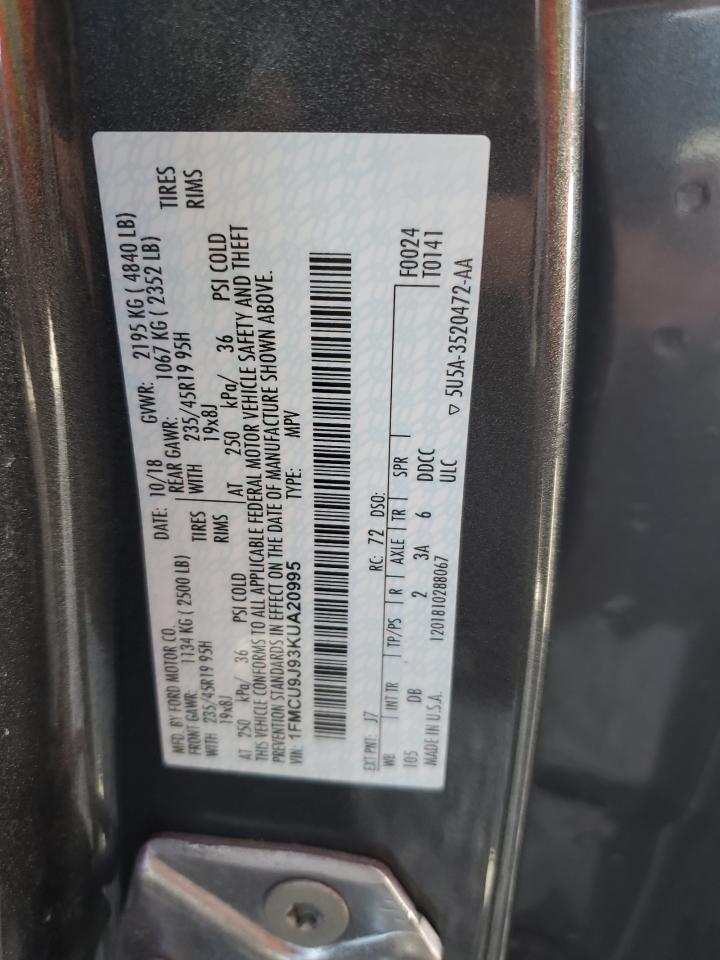 MFD. BY FORD MOTOR CO. DATE: 10/18 GVWR: 2195 KG ( 4840 LB)
FRONT GAWR: 1134 KG ( 2500 LB) REAR GAWR: 1067 KG ( 2352 LB)
WITH 235/45R19 95H TIRES WITH 235/45R19 95H TIRES
19x8J RIMS 19x8J RIMS
AT 250 kPa/ 36 PSI COLD AT 250 kPa/ 36 PSI COLD
THIS VEHICLE CONFORMS TO ALL APPLICABLE FEDERAL MOTOR VEHICLE SAFETY AND THEFT
PREVENTION STANDARDS IN EFFECT ON THE DATE OF MANUFACTURE SHOWN ABOVE.
VIN: 1FMCU9J93KUA20995 TYPE: MPV
EXT PNT: J7 RC: 72 DSO: F0024
WB INT TR TP/PS R AXLE TR SPR T0141
105 DB 2 3A 6 DDCC
MADE IN U.S.A. 1201810288067 ULC ▽ 5U5A-3520472-AA